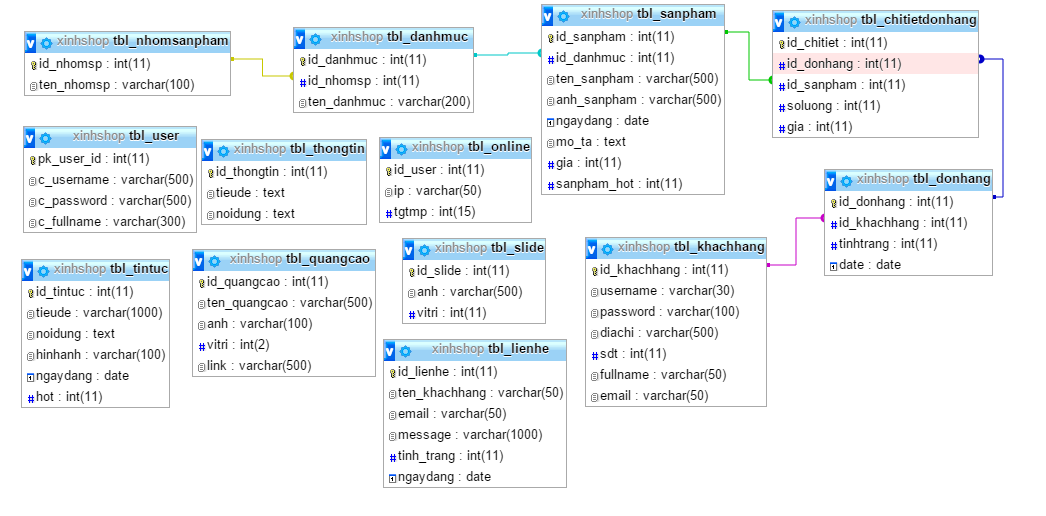 xinhshop tbl_nhomsanpham
id_nhomsp : int(11)
ten_nhomsp : varchar(100)
xinhshop tbl_danhmuc
id_danhmuc : int(11)
id_nhomsp : int(11)
ten_danhmuc : varchar(200)
xinhshop tbl_sanpham
id_sanpham : int(11)
id_danhmuc : int(11)
ten_sanpham : varchar(500)
anh_sanpham : varchar(500)
ngaydang : date
mo_ta : text
gia : int(11)
sanpham_hot : int(11)
xinhshop tbl_chitietdonhang
id_chitiet : int(11)
id_donhang : int(11)
id_sanpham : int(11)
soluong : int(11)
gia : int(11)
xinhshop tbl_user
pk_user_id : int(11)
c_username : varchar(500)
c_password : varchar(500)
c_fullname : varchar(300)
xinhshop tbl_thongtin
id_thongtin : int(11)
tieude : text
noidung : text
xinhshop tbl_online
id_user : int(11)
ip : varchar(50)
tgtmp : int(15)
xinhshop tbl_donhang
id_donhang : int(11)
id_khachhang : int(11)
tinhtrang : int(11)
date : date
xinhshop tbl_tintuc
id_tintuc : int(11)
tieude : varchar(1000)
noidung : text
hinhanh : varchar(100)
ngaydang : date
hot : int(11)
xinhshop tbl_quangcao
id_quangcao : int(11)
ten_quangcao : varchar(500)
anh : varchar(100)
vitri : int(2)
link : varchar(500)
xinhshop tbl_slide
id_slide : int(11)
anh : varchar(500)
vitri : int(11)
xinhshop tbl_khachhang
id_khachhang : int(11)
username : varchar(30)
password : varchar(100)
diachi : varchar(500)
sdt : int(11)
fullname : varchar(50)
email : varchar(50)
xinhshop tbl_lienhe
id_lienhe : int(11)
ten_khachhang : varchar(50)
email : varchar(50)
message : varchar(1000)
tinh_trang : int(11)
ngaydang : date